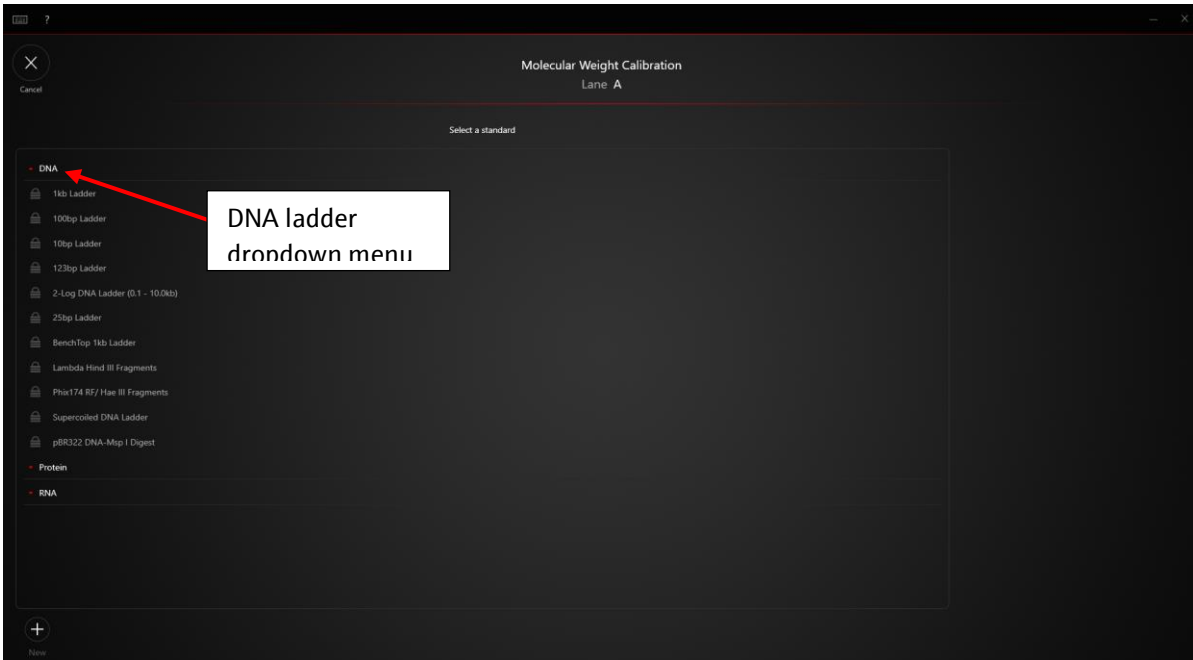 ?
Molecular Weight Calibration
Lane A
Cancel
Select a standard
DNA
1kb Ladder
100bp Ladder
10bp Ladder
123bp Ladder
2-Log DNA Ladder (0.1 - 10.0kb)
25bp Ladder
BenchTop 1kb Ladder
Lambda Hind III Fragments
Phix174 RF/ Hae III Fragments
Supercoiled DNA Ladder
pBR322 DNA-Msp I Digest
Protein
RNA
DNA ladder
dropdown menu
New